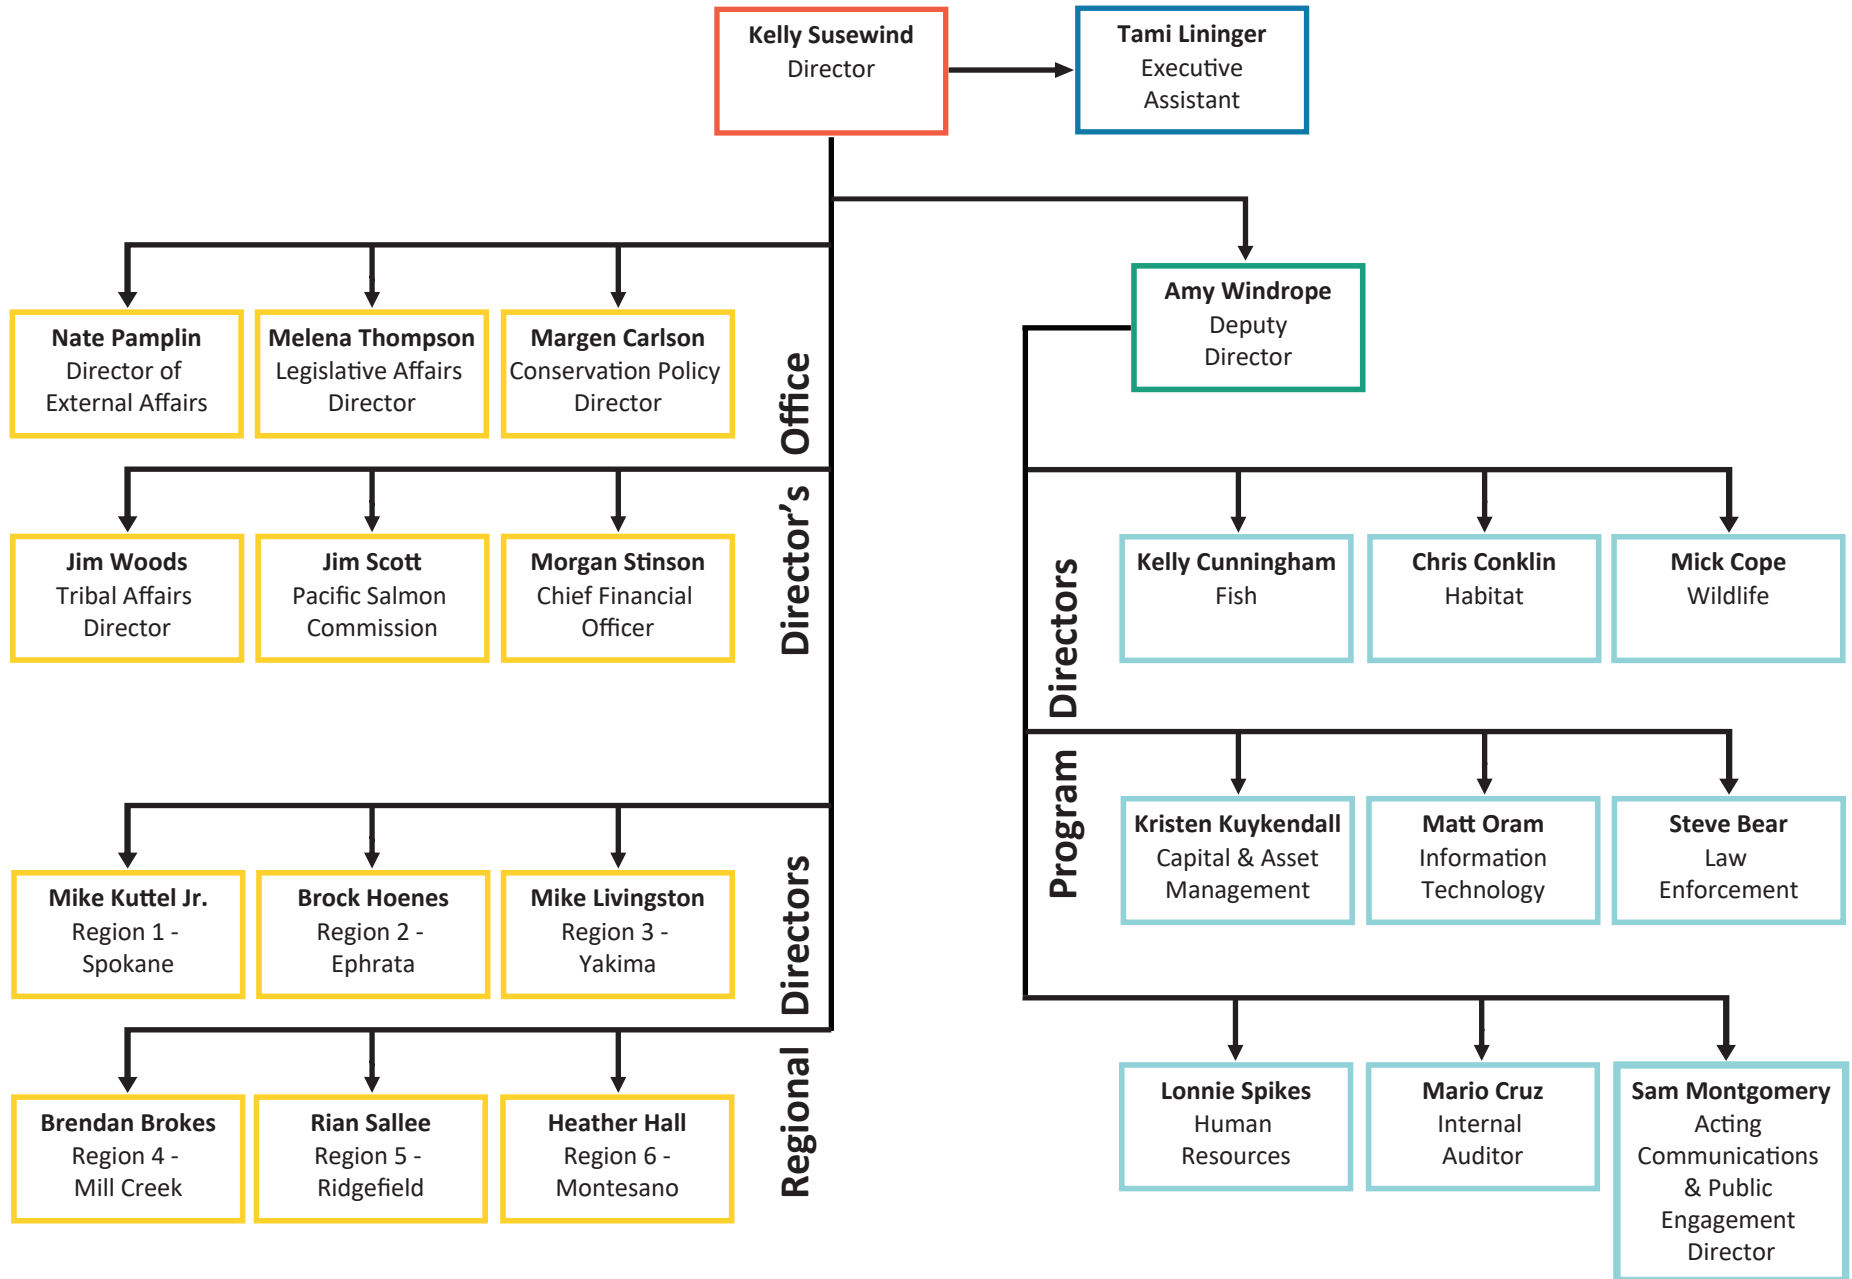 Kelly Susewind
Director
Tami Lininger
Executive
Assistant
Amy Windrope
Deputy
Director
Director's Office
Nate Pamplin
Director of
External Affairs
Melena Thompson
Legislative Affairs
Director
Margen Carlson
Conservation Policy
Director
Jim Woods
Tribal Affairs
Director
Jim Scott
Pacific Salmon
Commission
Morgan Stinson
Chief Financial
Officer
Regional Directors
Mike Kuttel Jr.
Region 1 -
Spokane
Brock Hoenes
Region 2 -
Ephrata
Mike Livingston
Region 3 -
Yakima
Brendan Brokes
Region 4 -
Mill Creek
Rian Sallee
Region 5 -
Ridgefield
Heather Hall
Region 6 -
Montesano
Program Directors
Kelly Cunningham
Fish
Chris Conklin
Habitat
Mick Cope
Wildlife
Kristen Kuykendall
Capital & Asset
Management
Matt Oram
Information
Technology
Steve Bear
Law
Enforcement
Lonnie Spikes
Human
Resources
Mario Cruz
Internal
Auditor
Sam Montgomery
Acting
Communications
& Public
Engagement
Director